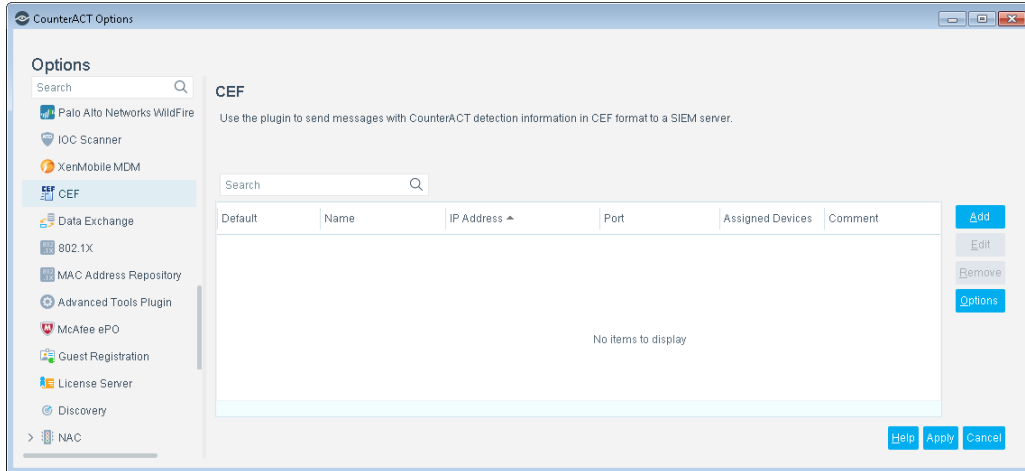 CounterACT Options
Options
Search
Palo Alto Networks WildFire
IOC Scanner
XenMobile MDM
CEF
CEF
Data Exchange
802.1X
MAC Address Repository
Advanced Tools Plugin
McAfee ePO
Guest Registration
License Server
Discovery
NAC
CEF
Use the plugin to send messages with CounterACT detection information in CEF format to a SIEM server.
Search
Default Name IP Address Port Assigned Devices Comment
No items to display
Add
Edit
Remove
Options
Help Apply Cancel